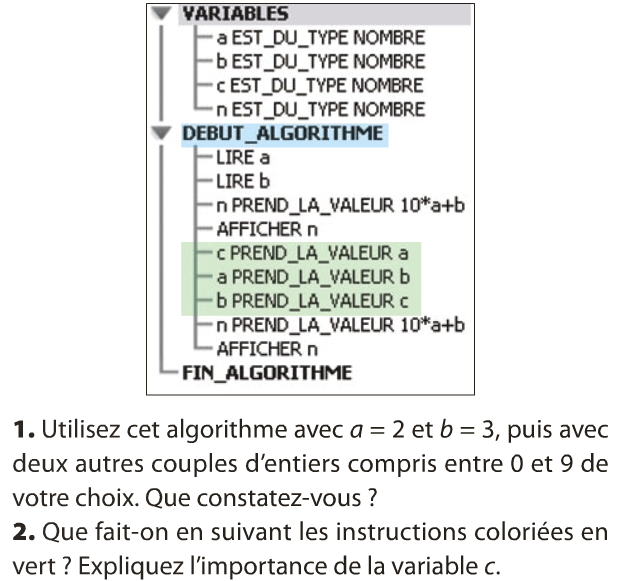 VARIABLES
a EST_DU_TYPE NOMBRE
b EST_DU_TYPE NOMBRE
c EST_DU_TYPE NOMBRE
n EST_DU_TYPE NOMBRE
DEBUT_ALGORITHME
LIRE a
LIRE b
n PREND_LA_VALEUR 10*a+b
AFFICHER n
c PREND_LA_VALEUR a
a PREND_LA_VALEUR b
b PREND_LA_VALEUR c
n PREND_LA_VALEUR 10*a+b
AFFICHER n
FIN_ALGORITHME
1. Utilisez cet algorithme avec a = 2 et b = 3, puis avec
deux autres couples d'entiers compris entre 0 et 9 de
votre choix. Que constatez-vous ?
2. Que fait-on en suivant les instructions coloriées en
vert ? Expliquez l'importance de la variable c.